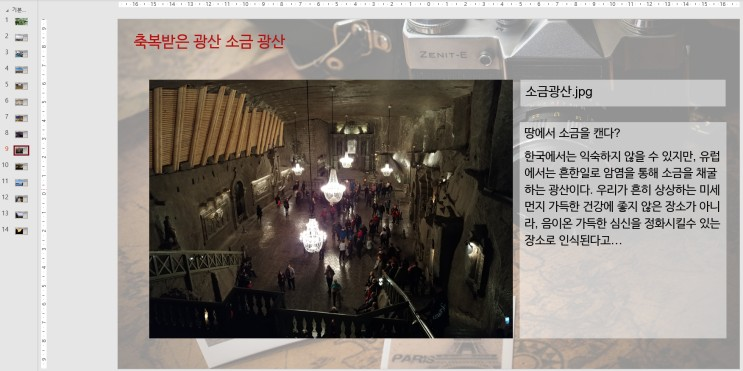 기본...
1
2
3
4
5
6
7
8
9
10
11
12
13
14
축복받은 광산 소금 광산
ZENIT-E
소금광산.jpg
땅에서 소금을 캔다?
한국에서는 익숙하지 않을 수 있지만, 유럽
에서는 흔한일로 암염을 통해 소금을 채굴
하는 광산이다. 우리가 흔히 상상하는 미세
먼지 가득한 건강에 좋지 않은 장소가 아니
라, 음이온 가득한 심신을 정화시킬수 있는
장소로 인식된다고...
PARIS